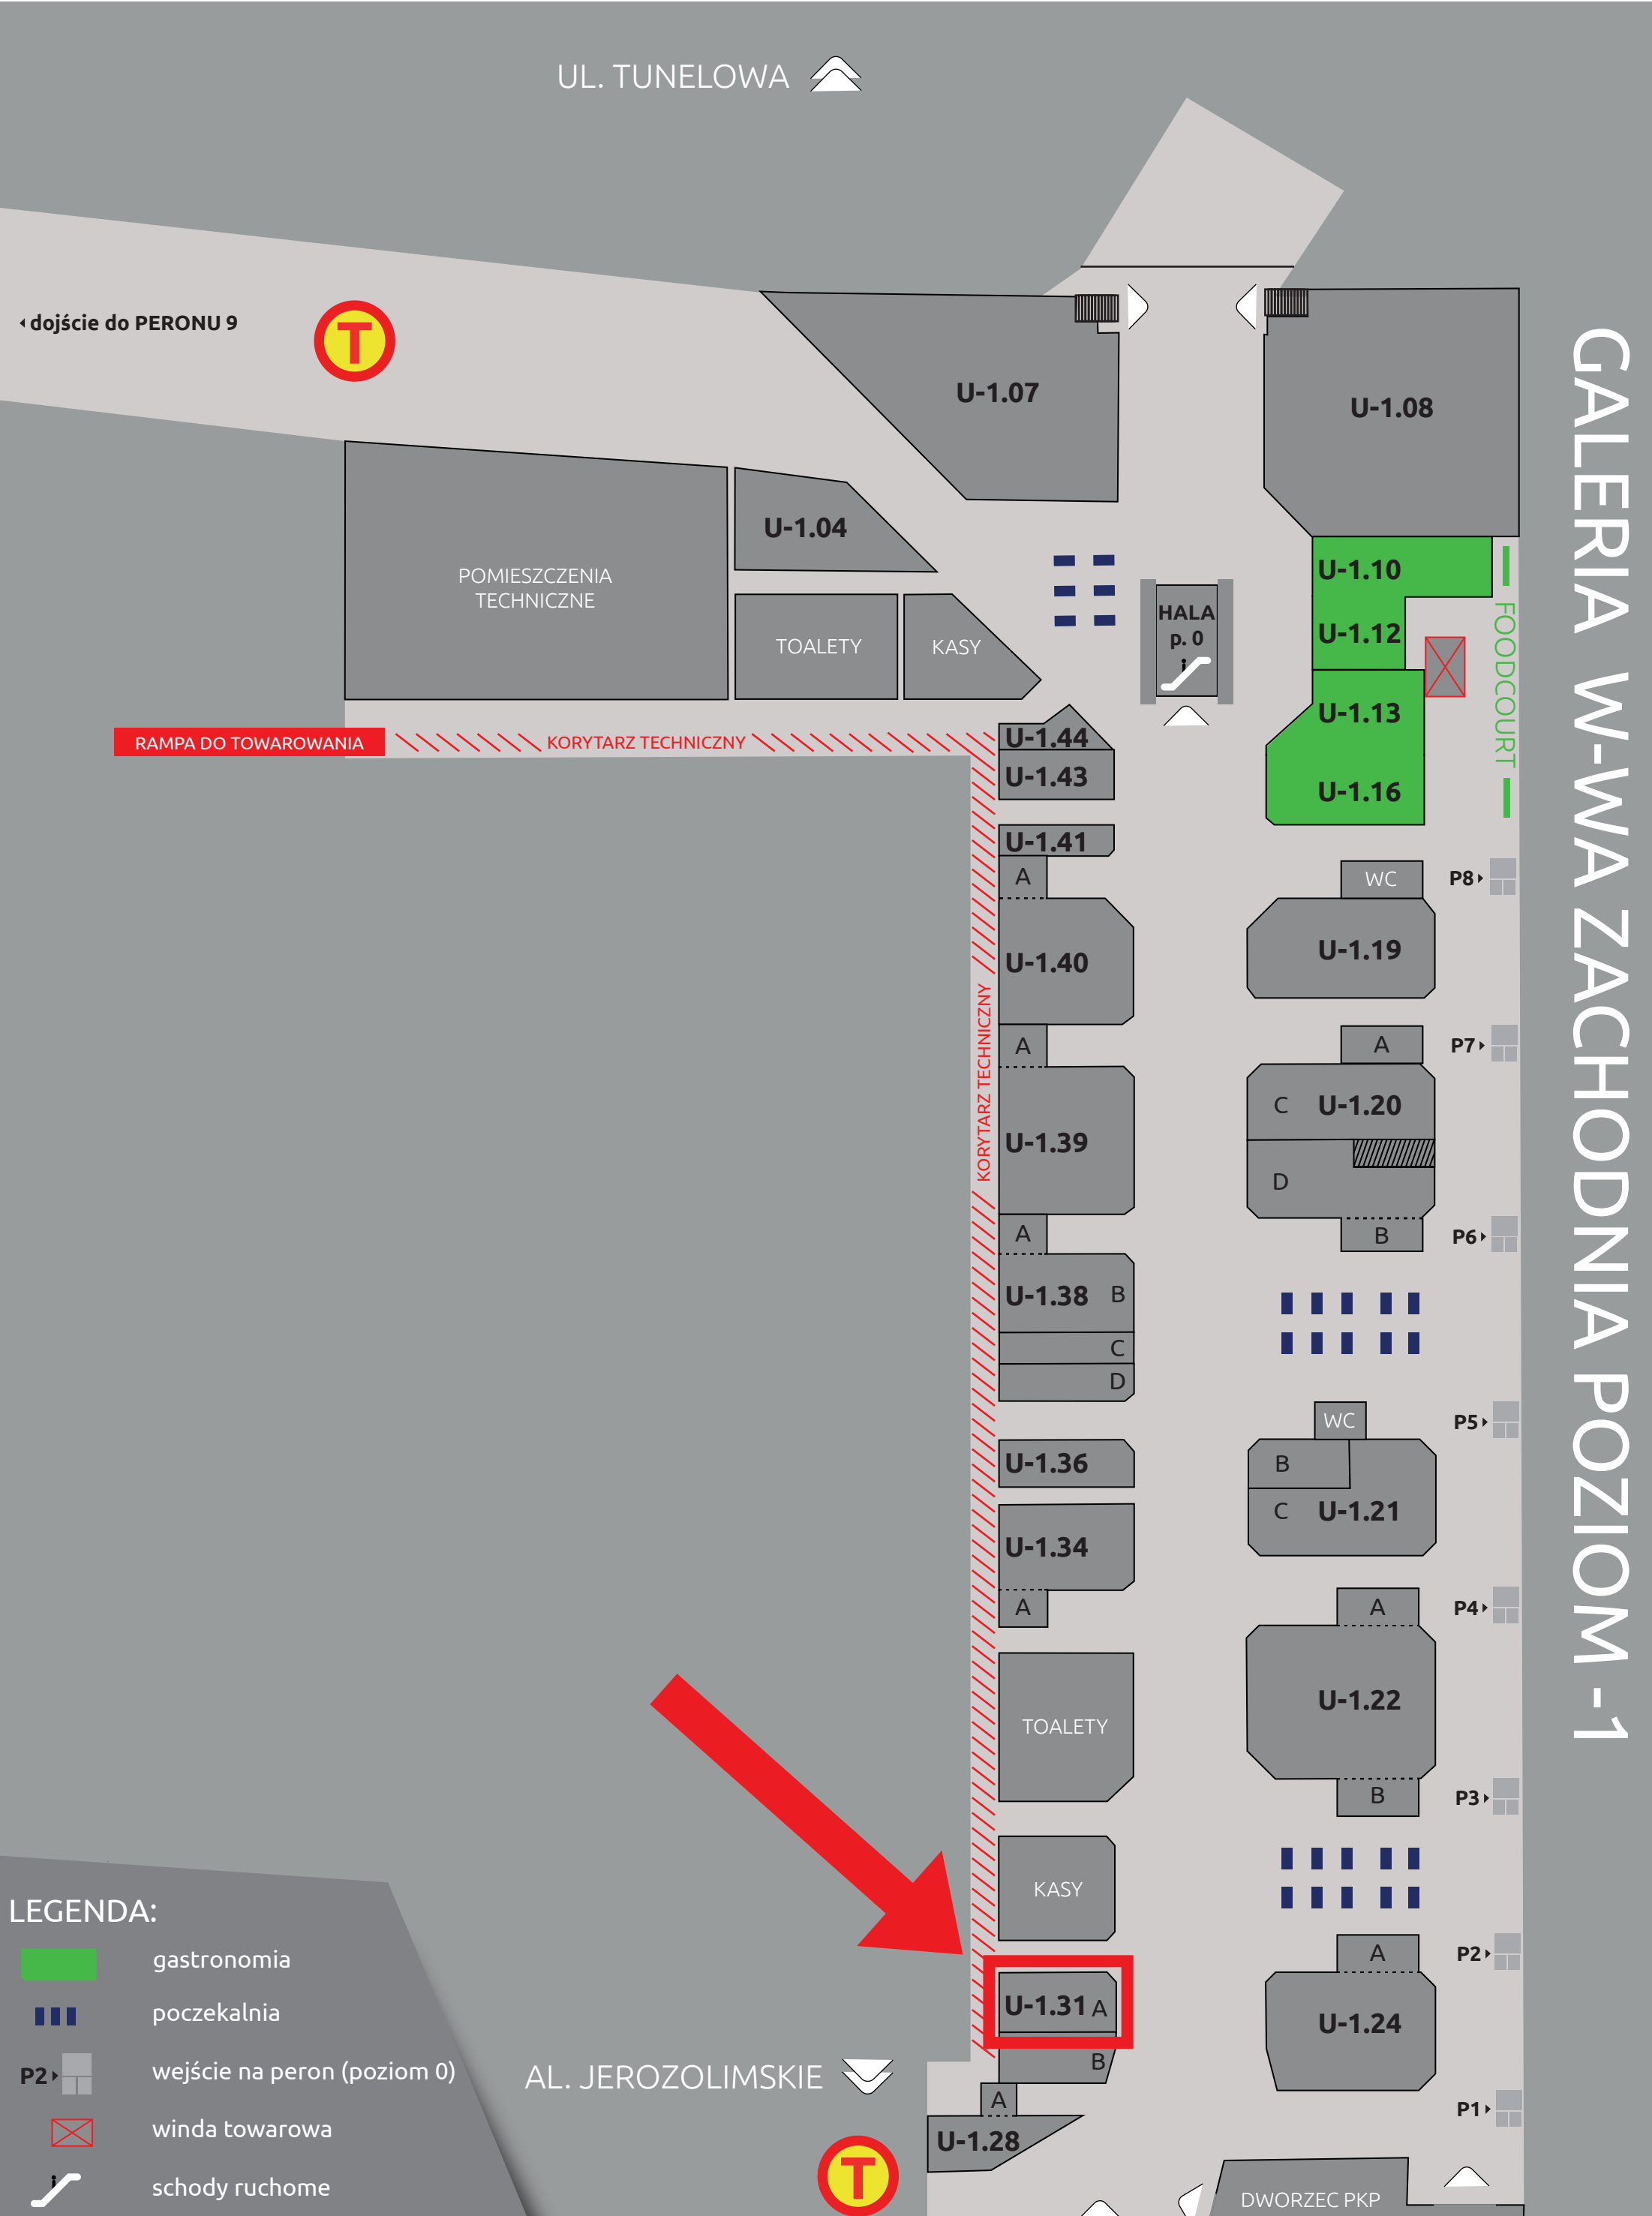 UL. TUNELOWA
dojście do PERONU 9
T
U-1.07
U-1.08
GALERIA W-WA ZACHODNIA POZIOM -1
U-1.04
POMIESZCZENIA
TECHNICZNE
TOALETY
KASY
HALA
p. 0
U-1.10
U-1.12
U-1.13
U-1.16
FOODCOURT
RAMPA DO TOWAROWANIA
KORYTARZ TECHNICZNY
U-1.44
U-1.43
U-1.41
A
U-1.40
A
KORYTARZ TECHNICZNY
U-1.39
A
U-1.38 B
C
D
U-1.36
U-1.34
A
TOALETY
KASY
U-1.31 A
B
A
U-1.28
WC
P8
U-1.19
A
P7
C U-1.20
D
B
P6
WC
P5
B
C U-1.21
A
P4
U-1.22
B
P3
A
P2
U-1.24
P1
DWORZEC PKP
AL. JEROZOLIMSKIE
T
LEGENDA:
gastronomia
poczekalnia
P2 wejście na peron (poziom 0)
winda towarowa
schody ruchome